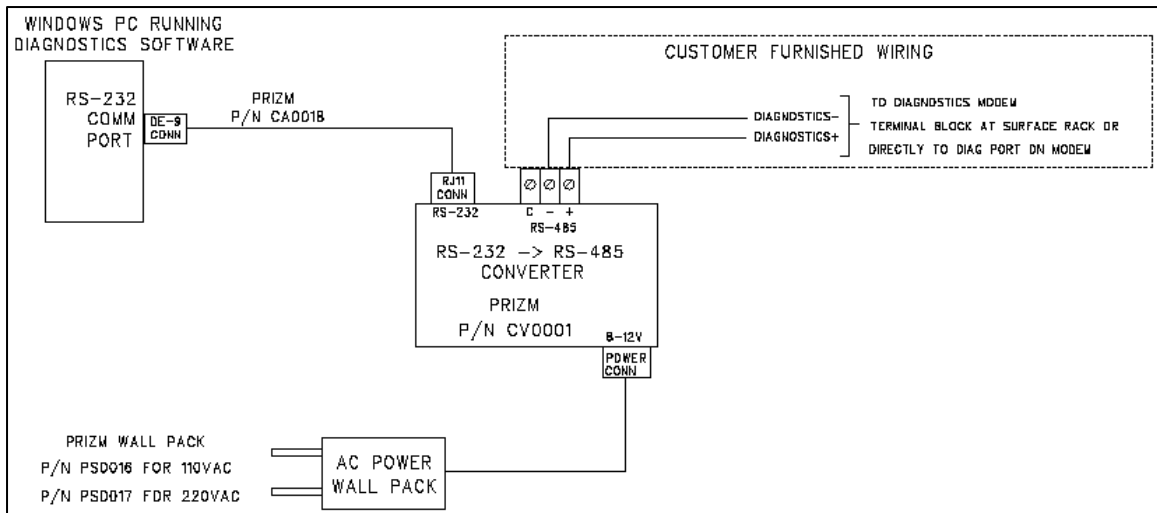 WINDOWS PC RUNNING
DIAGNOSTICS SOFTWARE
RS-232
COMM
PORT
DE-9
CONN
PRIZM
P/N CA0018
CUSTOMER FURNISHED WIRING
DIAGNOSTICS-
DIAGNOSTICS+
TO DIAGNOSTICS MODEM
TERMINAL BLOCK AT SURFACE RACK OR
DIRECTLY TO DIAG PORT ON MODEM
RJ11
CONN
RS-232
C - +
RS-485
RS-232 -> RS-485
CONVERTER
PRIZM
P/N CV0001
8-12V
POWER
CONN
PRIZM WALL PACK
P/N PS0016 FOR 110VAC
P/N PS0017 FOR 220VAC
AC POWER
WALL PACK